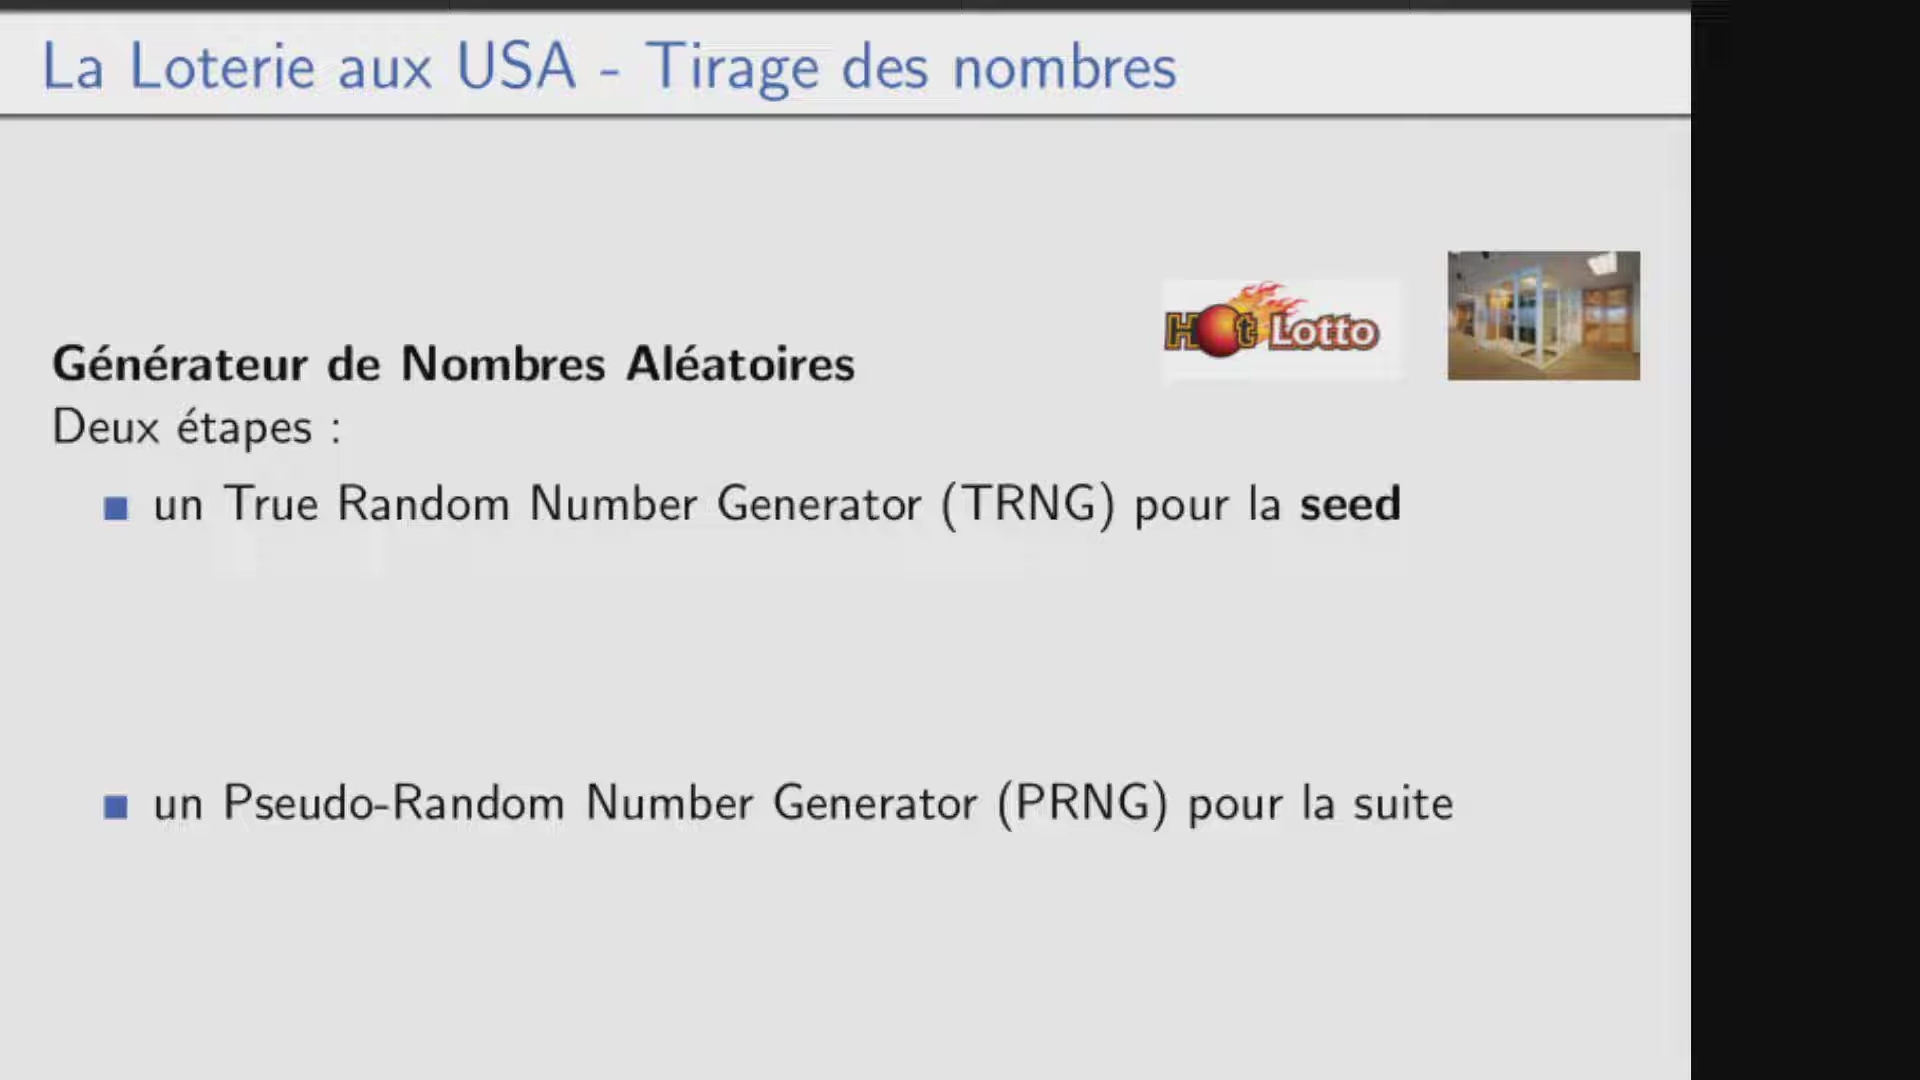 La Loterie aux USA - Tirage des nombres
Hot Lotto
Générateur de Nombres Aléatoires
Deux étapes :
un True Random Number Generator (TRNG) pour la seed
un Pseudo-Random Number Generator (PRNG) pour la suite